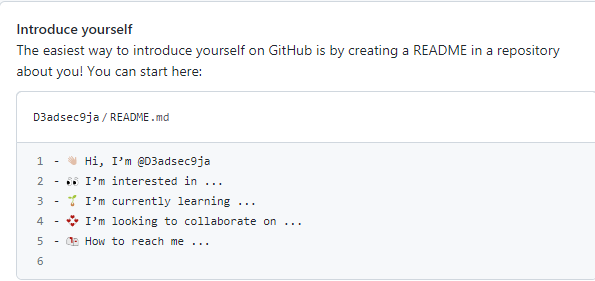 Introduce yourself
The easiest way to introduce yourself on GitHub is by creating a README in a repository
about you! You can start here:
D3adsec9ja / README.md
1 - 👋 Hi, I’m @D3adsec9ja
2 - 👀 I’m interested in ...
3 - 🌱 I’m currently learning ...
4 - 💞️ I’m looking to collaborate on ...
5 - 📫 How to reach me ...
6